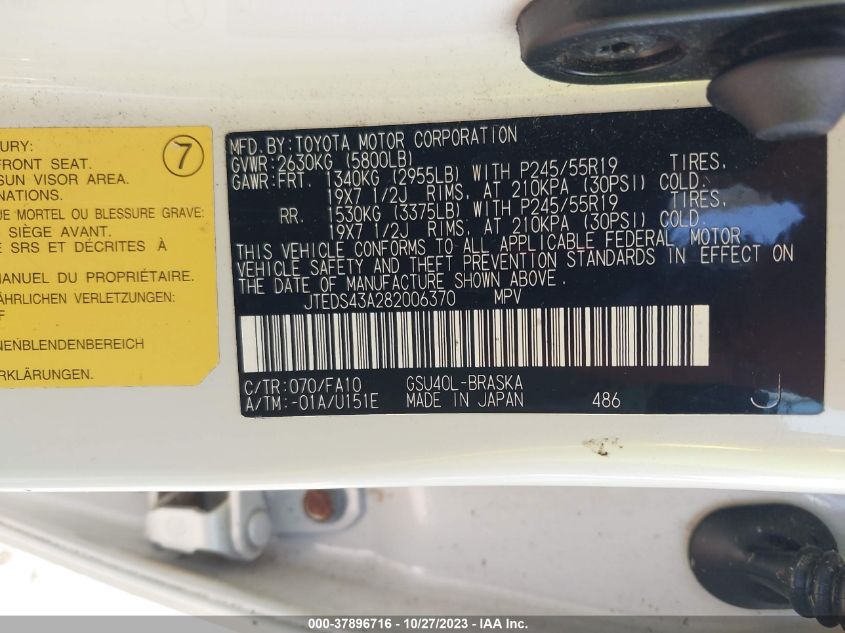 URY:
FRONT SEAT.
SUN VISOR AREA.
NATIONS.
UE MORTEL OU BLESSURE GRAVE:
SIÈGE AVANT.
E SRS ET DÉCRITES À
MANUEL DU PROPRIÉTAIRE.
ÄHRLICHEN VERLETZUNG:
F
NENBLENDENBEREICH
ERKLÄRUNGEN.
7
MFD.BY:TOYOTA MOTOR CORPORATION
GVWR:2630KG (5800LB)
GAWR:FRT. 1340KG (2955LB) WITH P245/55R19 TIRES,
19X7 1/2J RIMS, AT 210KPA (30PSI) COLD.
RR. 1530KG (3375LB) WITH P245/55R19 TIRES,
19X7 1/2J RIMS, AT 210KPA (30PSI) COLD.
THIS VEHICLE CONFORMS TO ALL APPLICABLE FEDERAL MOTOR
VEHICLE SAFETY AND THEFT PREVENTION STANDARDS IN EFFECT ON
THE DATE OF MANUFACTURE SHOWN ABOVE.
JTEDS43A282006370 MPV
C/TR:070/FA10 GSU40L-BRASKA
A/TM:-01A/U151E MADE IN JAPAN 486
J
000-37896716 - 10/27/2023 - IAA Inc.